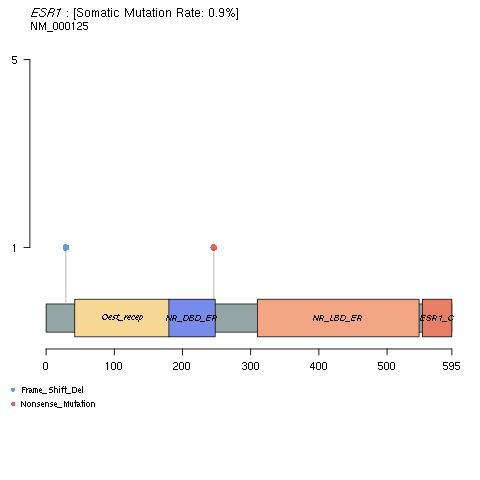 ESR1 : [Somatic Mutation Rate: 0.9%]
NM_000125
5
1
Oest_recep NR_DBD_ER NR_LBD_ER ESR1_C
0 100 200 300 400 500 595
Frame_Shift_Del
Nonsense_Mutation